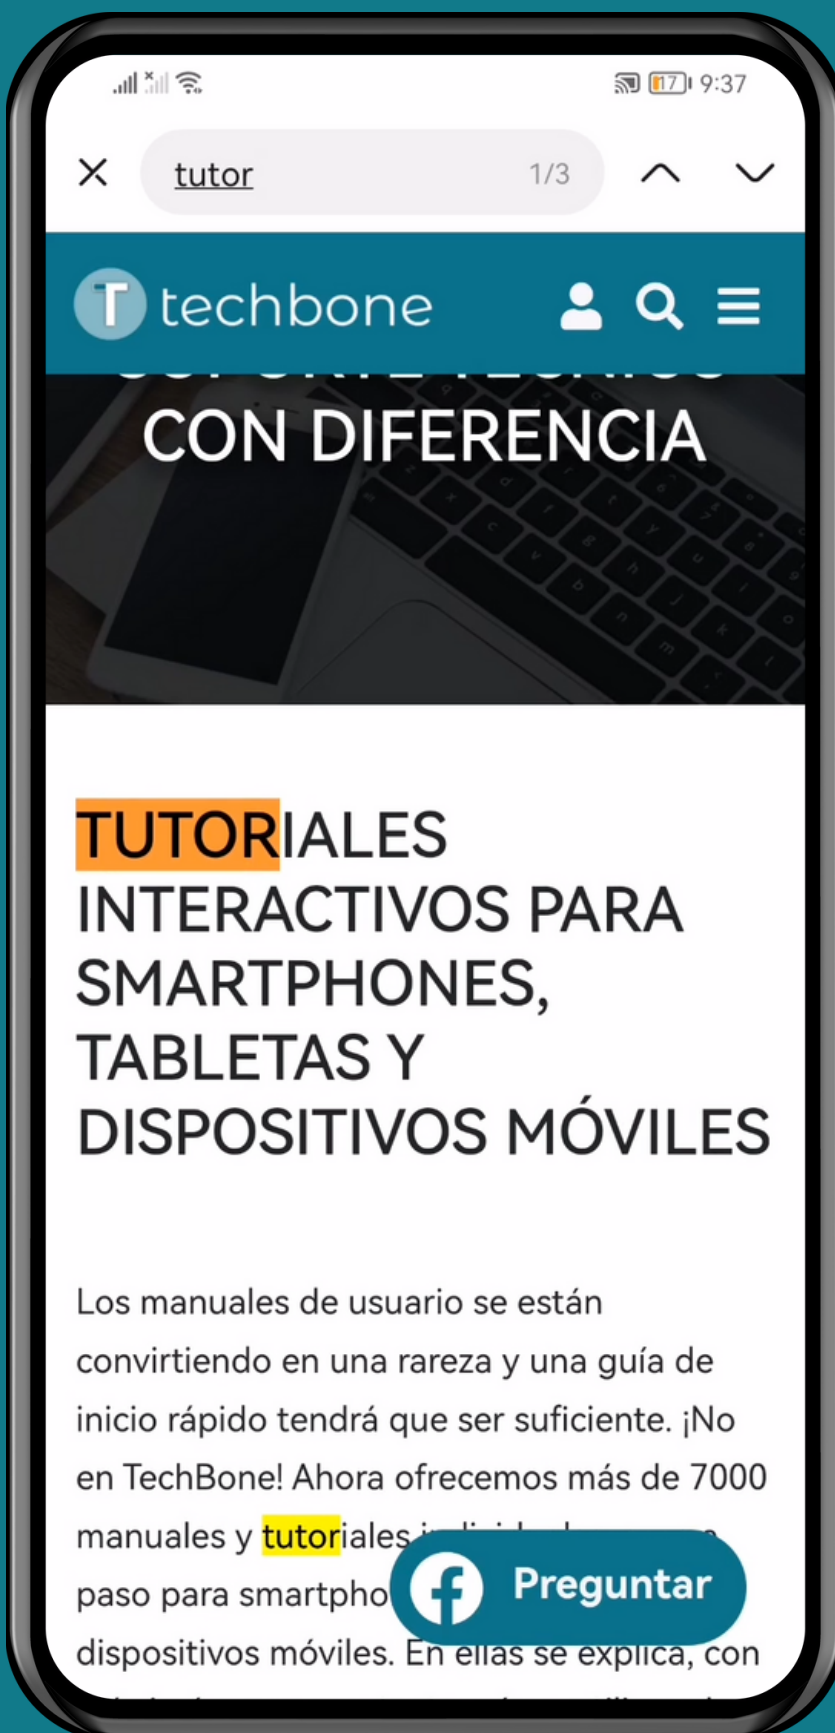 17 9:37
tutor 1/3
techbone
CON DIFERENCIA
TUTORIALES
INTERACTIVOS PARA
SMARTPHONES,
TABLETAS Y
DISPOSITIVOS MÓVILES
Los manuales de usuario se están
convirtiendo en una rareza y una guía de
inicio rápido tendrá que ser suficiente. ¡No
en TechBone! Ahora ofrecemos más de 7000
manuales y tutoriales
paso para
Preguntar
dispositivos móviles. En ellas se explica, con